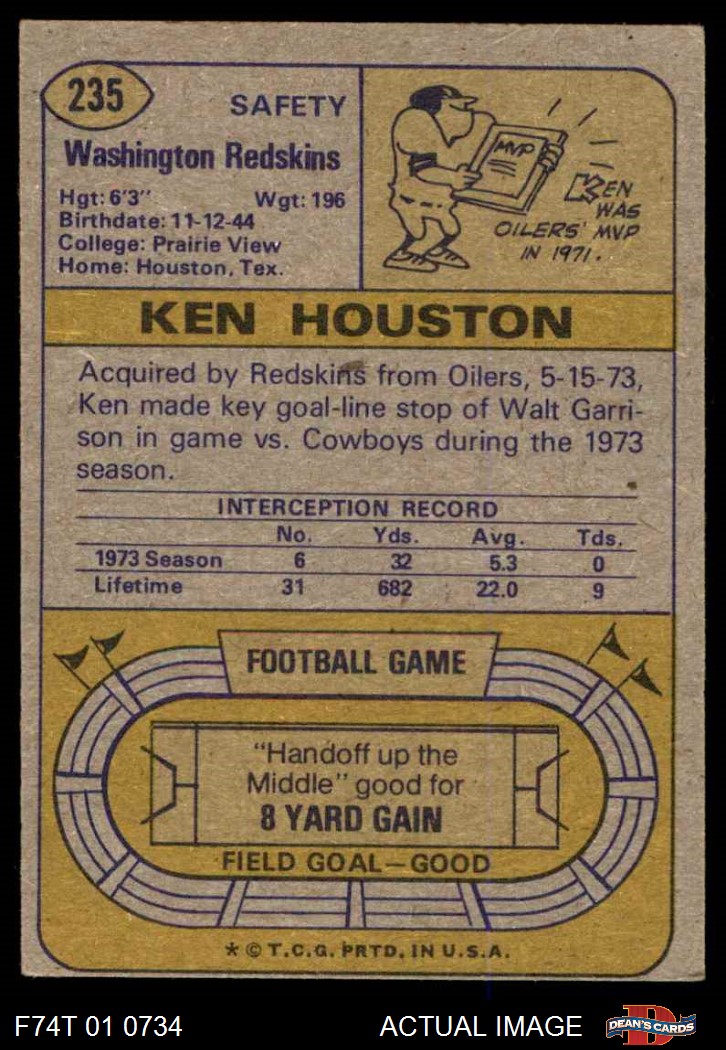 235
SAFETY
Washington Redskins
Hgt: 6'3" Wgt: 196
Birthdate: 11-12-44
College: Prairie View
Home: Houston, Tex.
MVP
KEN
WAS
OILERS' MVP
IN 1971.
KEN HOUSTON
Acquired by Redskins from Oilers, 5-15-73,
Ken made key goal-line stop of Walt Garri-
son in game vs. Cowboys during the 1973
season.
INTERCEPTION RECORD
No. Yds. Avg. Tds.
1973 Season 6 32 5.3 0
Lifetime 31 682 22.0 9
FOOTBALL GAME
"Handoff up the
Middle" good for
8 YARD GAIN
FIELD GOAL—GOOD
* © T.C.G. PRTD. IN U.S.A.
F74T 01 0734 ACTUAL IMAGE
D
DEAN'S CARDS